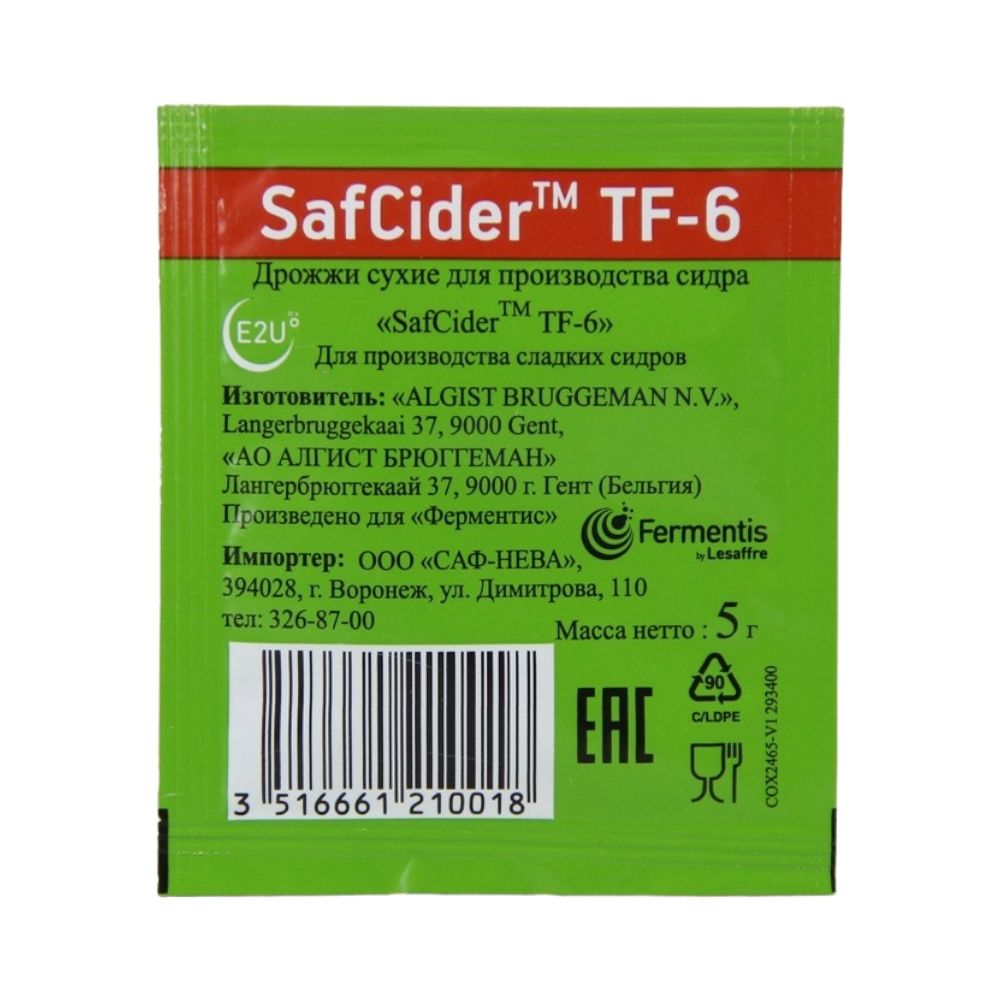 SafCider™ TF-6
Дрожжи сухие для производства сидра
E2U
«SafCider™ TF-6»
Для производства сладких сидров
Изготовитель: «ALGIST BRUGGEMAN N.V.»,
Langerbruggekaai 37, 9000 Gent,
«АО АЛГИСТ БРЮГГЕМАН»
Лангербрюггекаай 37, 9000 г. Гент (Бельгия)
Произведено для «Ферментис»
Fermentis
by Lesaffre
Импортер: ООО «САФ-НЕВА»,
394028, г. Воронеж, ул. Димитрова, 110
тел: 326-87-00
Масса нетто : 5 г
3 516661 210018
EAC
90
C/LDPE
COX2465-V1 293400